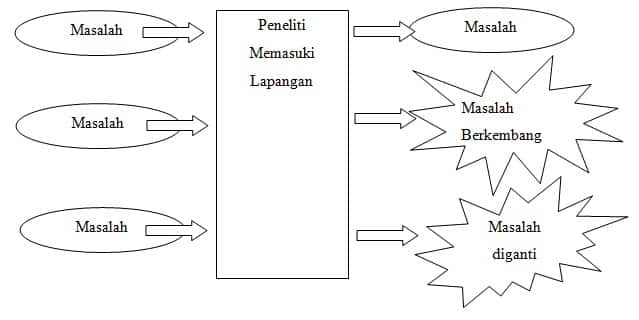 Masalah
Peneliti
Memasuki
Lapangan
Masalah
Masalah
Masalah
Berkembang
Masalah
Masalah
diganti